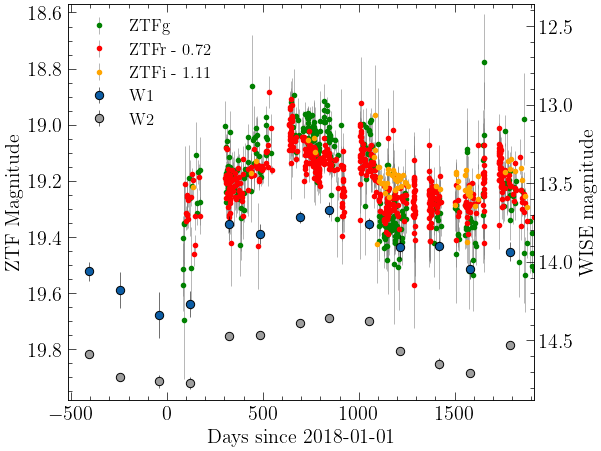 ZTFg
ZTFr - 0.72
ZTFi - 1.11
W1
W2
ZTF Magnitude
18.6
18.8
19.0
19.2
19.4
19.6
19.8
WISE magnitude
12.5
13.0
13.5
14.0
14.5
−500
0
500
1000
1500
Days since 2018-01-01